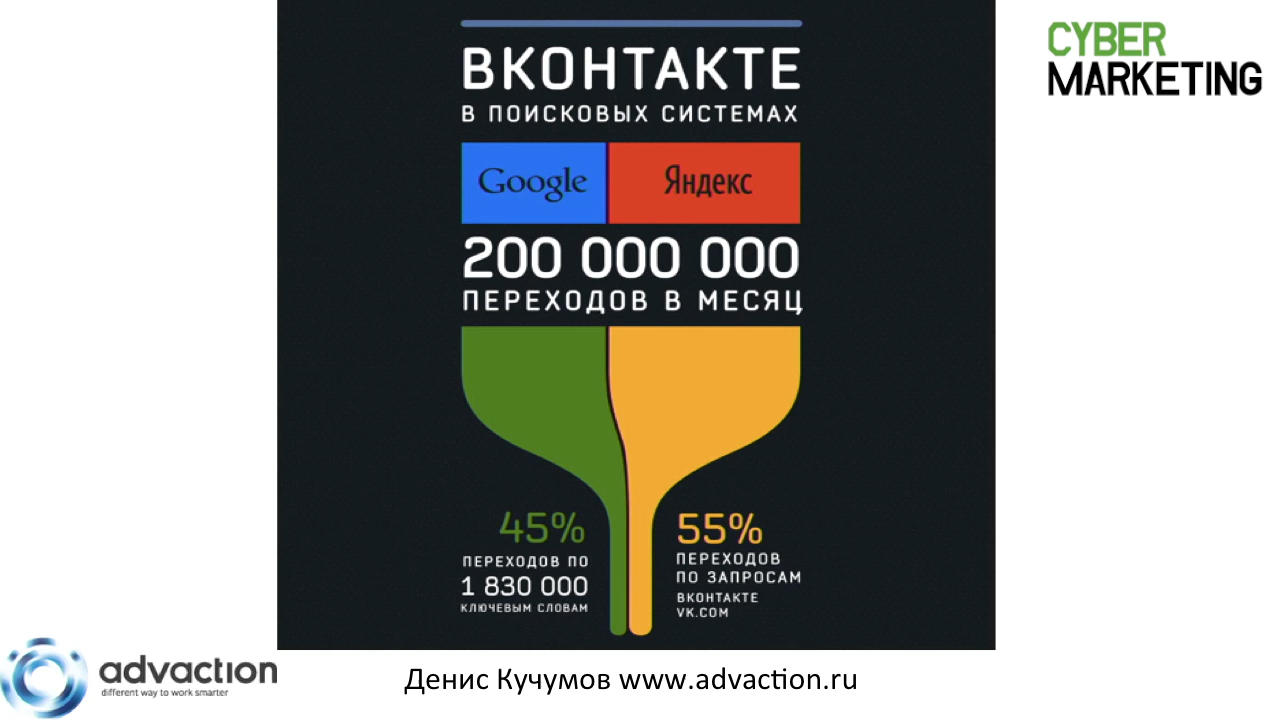 CYBER
MARKETING
ВКОНТАКТЕ
В ПОИСКОВЫХ СИСТЕМАХ
Google
Яндекс
200 000 000
ПЕРЕХОДОВ В МЕСЯЦ
45%
ПЕРЕХОДОВ ПО
1 830 000
КЛЮЧЕВЫМ СЛОВАМ
55%
ПЕРЕХОДОВ
ПО ЗАПРОСАМ
ВКОНТАКТЕ
VK.COM
advaction
different way to work smarter
Денис Кучумов www.advaction.ru